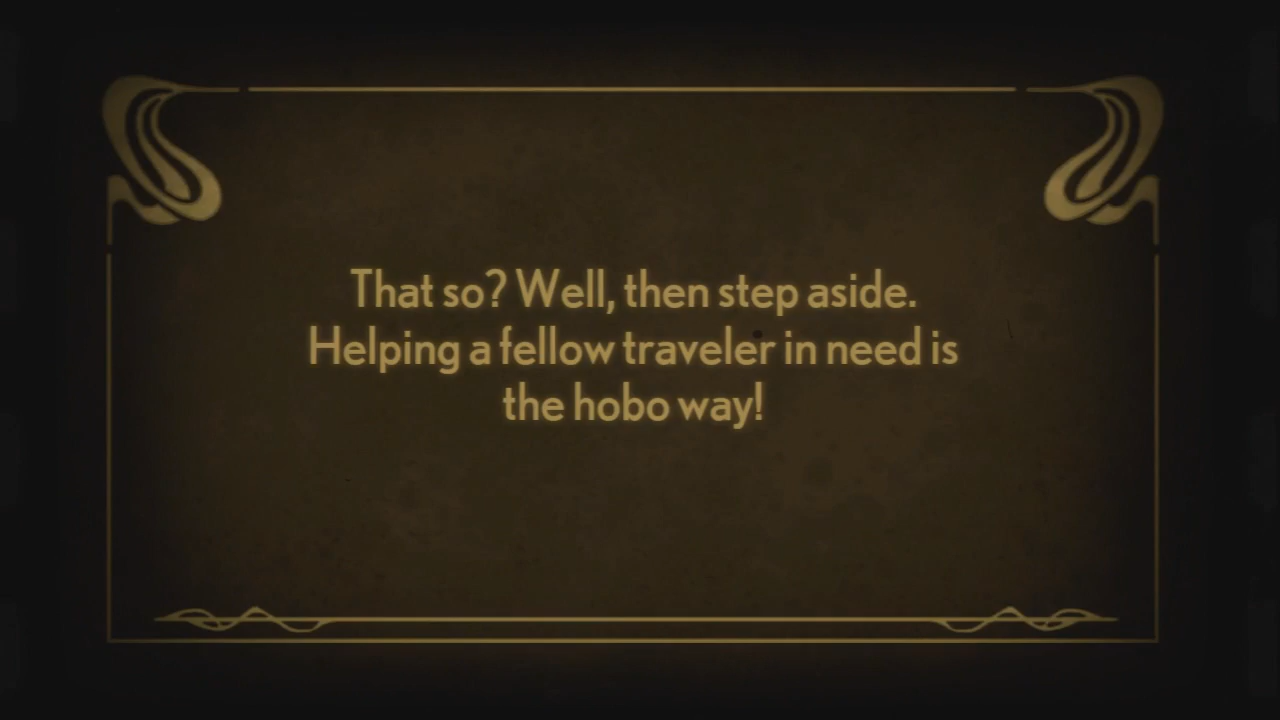 That so? Well, then step aside.
Helping a fellow traveler in need is
the hobo way!